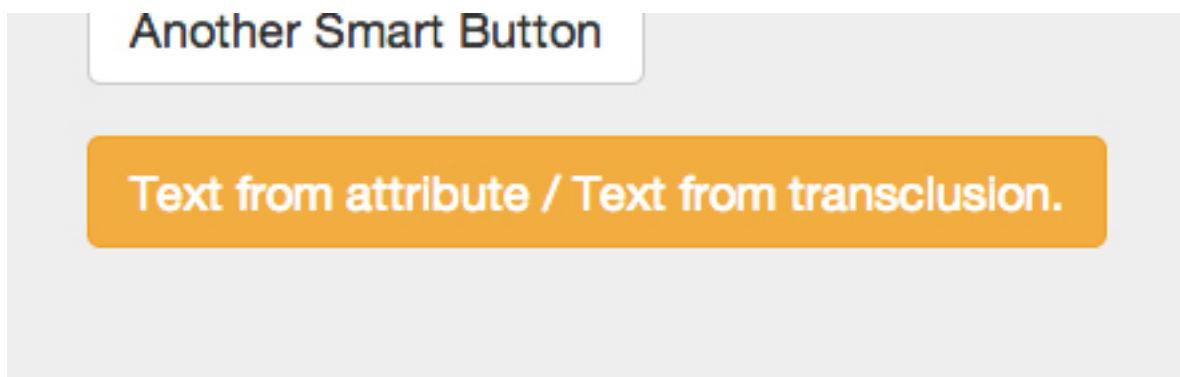 Another Smart Button
Text from attribute / Text from transclusion.